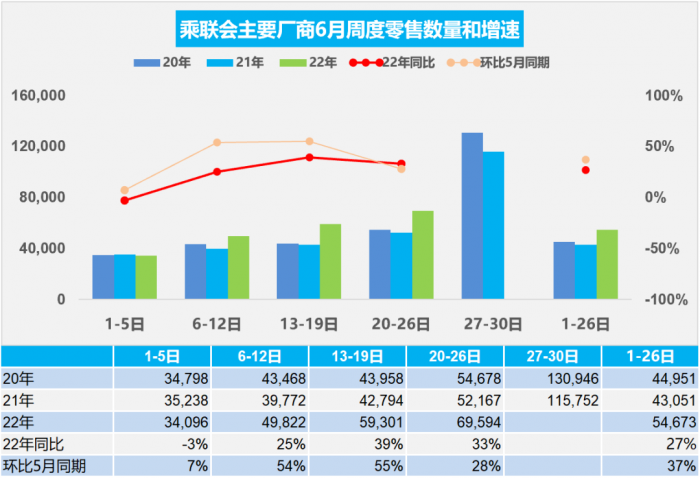 乘联会主要厂商6月周度零售数量和增速
20年 21年 22年 22年同比 环比5月同期
160,000 100%
120,000 50%
80,000 0%
40,000 -50%
0 -100%
1-5日 6-12日 13-19日 20-26日 27-30日 1-26日
1-5日 6-12日 13-19日 20-26日 27-30日 1-26日
20年 34,798 43,468 43,958 54,678 130,946 44,951
21年 35,238 39,772 42,794 52,167 115,752 43,051
22年 34,096 49,822 59,301 69,594 54,673
22年同比 -3% 25% 39% 33% 27%
环比5月同期 7% 54% 55% 28% 37%